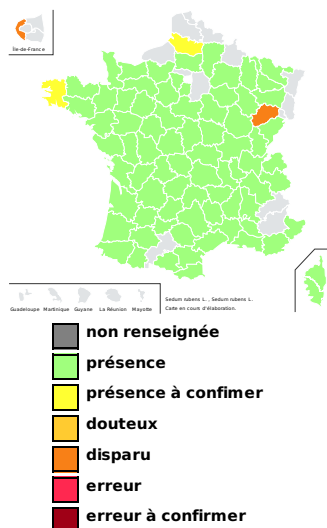 Île-de-France
Guadeloupe Martinique Guyane La Réunion Mayotte
Sedum rubens L. , Sedum rubens L.
Carte en cours d'élaboration.
non renseignée
présence
présence à confimer
douteux
disparu
erreur
erreur à confirmer